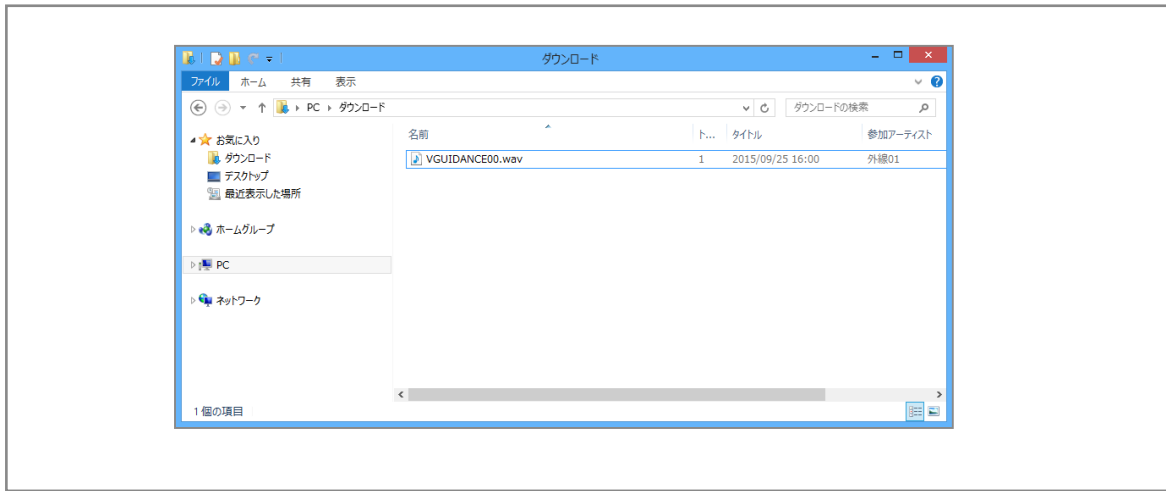 ダウンロード
ファイル ホーム 共有 表示
PC ダウンロード ダウンロードの検索
お気に入り
ダウンロード
デスクトップ
最近表示した場所
ホームグループ
PC
ネットワーク
名前 ト... タイトル 参加アーティスト
VGUIDANCE00.wav 1 2015/09/25 16:00 外線01
1 個の項目